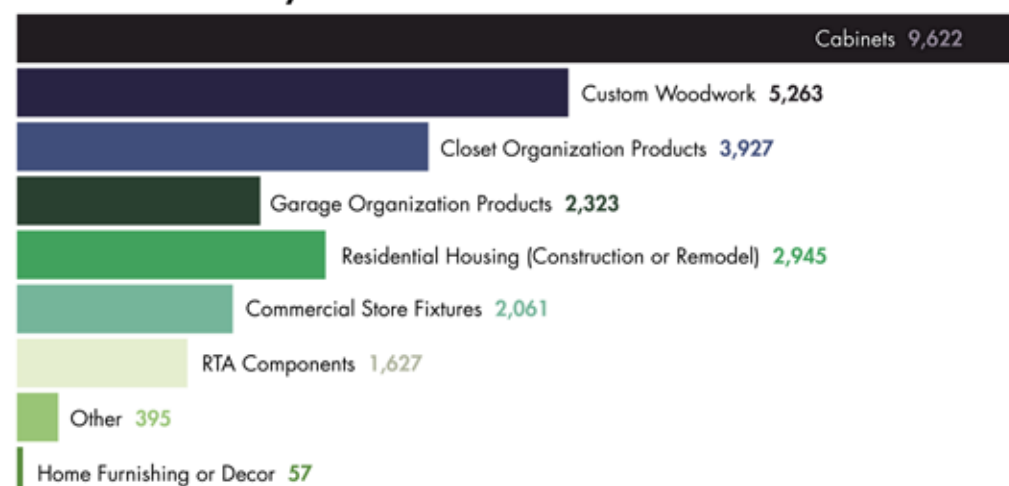 Cabinets 9,622
Custom Woodwork 5,263
Closet Organization Products 3,927
Garage Organization Products 2,323
Residential Housing (Construction or Remodel) 2,945
Commercial Store Fixtures 2,061
RTA Components 1,627
Other 395
Home Furnishing or Decor 57